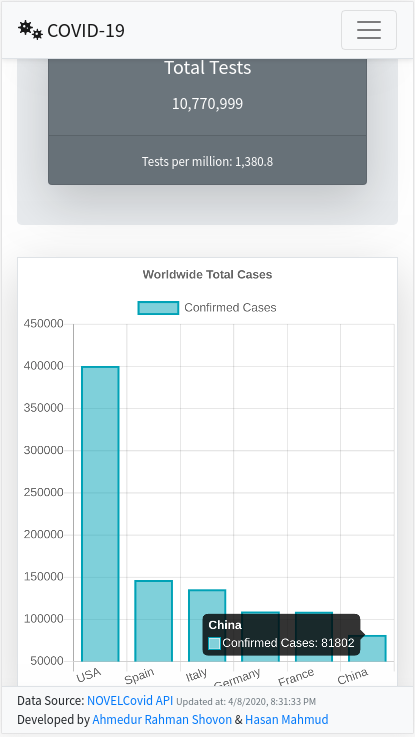 COVID-19
Total Tests
10,770,999
Tests per million: 1,380.8
Worldwide Total Cases
Confirmed Cases
450000
400000
350000
300000
250000
200000
150000
100000
50000
China
Confirmed Cases: 81802
USA
Spain
Italy
Germany
France
China
Data Source: NOVELCovid API Updated at: 4/8/2020, 8:31:33 PM
Developed by Ahmedur Rahman Shovon & Hasan Mahmud